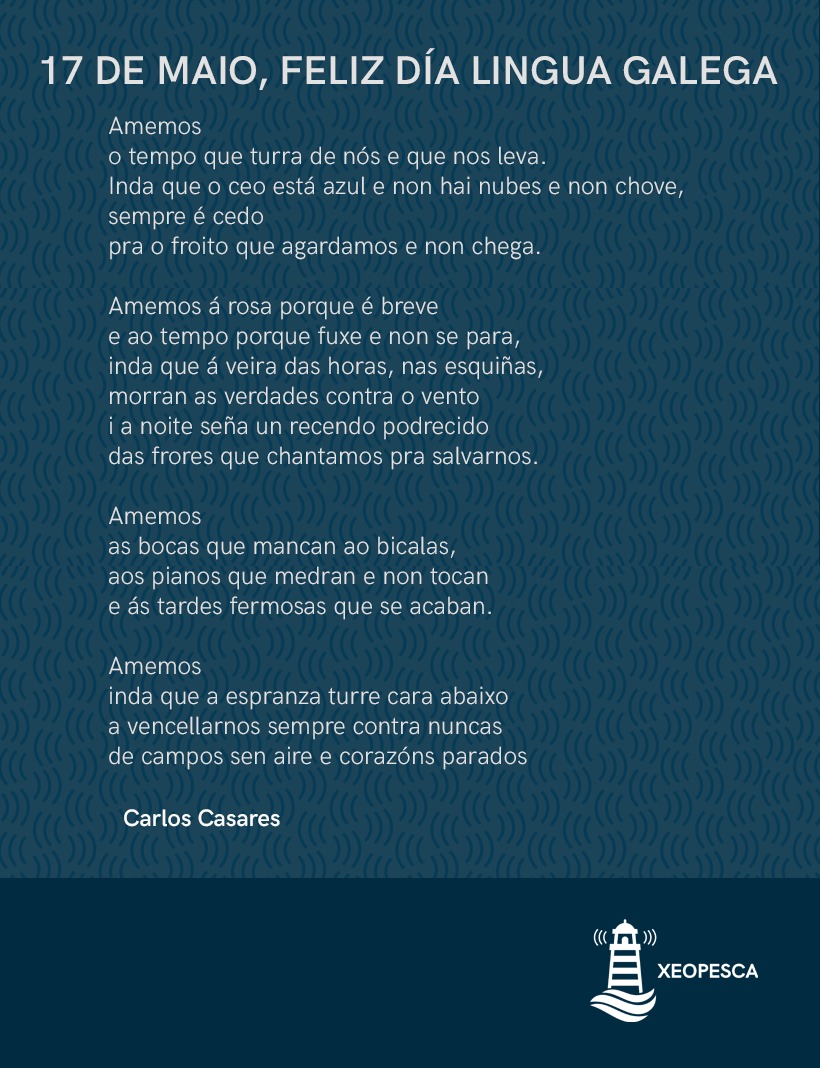 17 DE MAIO, FELIZ DÍA LINGUA GALEGA
Amemos
o tempo que turra de nós e que nos leva.
Inda que o ceo está azul e non hai nubes e non chove,
sempre é cedo
pra o froito que agardamos e non chega.
Amemos á rosa porque é breve
e ao tempo porque fuxe e non se para,
inda que á veira das horas, nas esquiñas,
morran as verdades contra o vento
i a noite seña un recendo podrecido
das frores que chantamos pra salvarnos.
Amemos
as bocas que mancan ao bicalas,
aos pianos que medran e non tocan
e ás tardes fermosas que se acaban.
Amemos
inda que a espranza turre cara abaixo
a vencellarnos sempre contra nuncas
de campos sen aire e corazóns parados
Carlos Casares
XEOPESCA